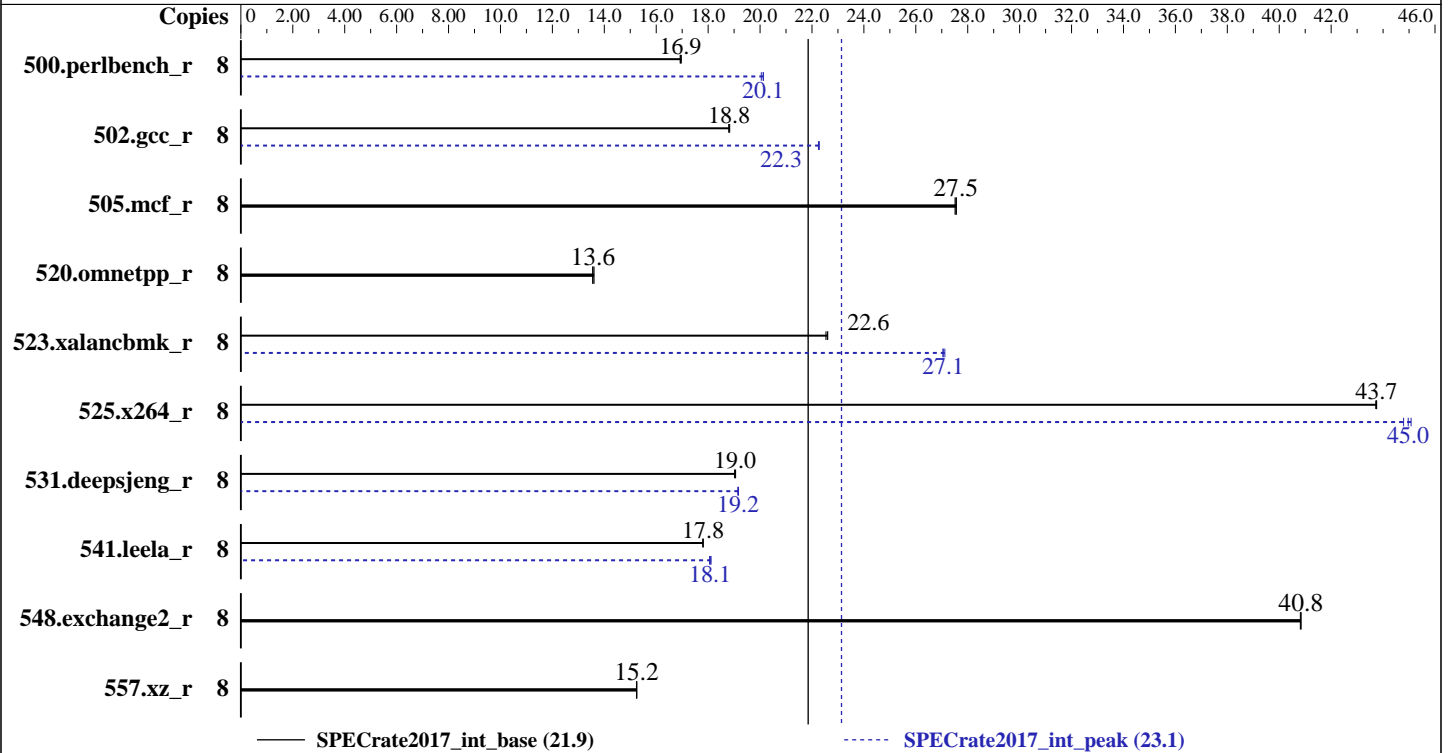 Copies 0 2.00 4.00 6.00 8.00 10.0 12.0 14.0 16.0 18.0 20.0 22.0 24.0 26.0 28.0 30.0 32.0 34.0 36.0 38.0 40.0 42.0 46.0
16.9
500.perlbench_r 8
20.1
18.8
502.gcc_r 8
22.3
27.5
505.mcf_r 8
13.6
520.omnetpp_r 8
22.6
523.xalancbmk_r 8
27.1
43.7
525.x264_r 8
45.0
19.0
531.deepsjeng_r 8
19.2
17.8
541.leela_r 8
18.1
40.8
548.exchange2_r 8
15.2
557.xz_r 8
SPECrate2017_int_base (21.9) SPECrate2017_int_peak (23.1)